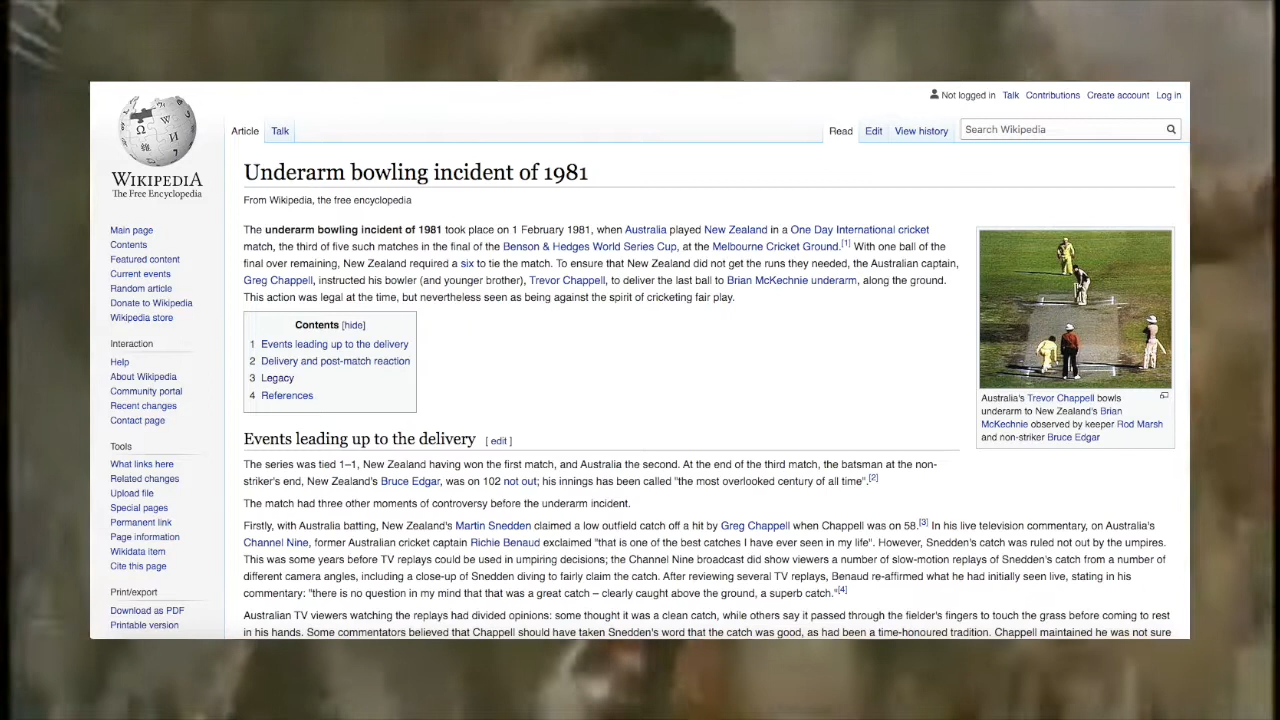 Not logged in Talk Contributions Create account Log in
Article Talk Read Edit View history Search Wikipedia
WIKIPEDIA
The Free Encyclopedia
Main page
Contents
Featured content
Current events
Random article
Donate to Wikipedia
Wikipedia store
Interaction
Help
About Wikipedia
Community portal
Recent changes
Contact page
Tools
What links here
Related changes
Upload file
Special pages
Permanent link
Page information
Wikidata item
Cite this page
Print/export
Download as PDF
Printable version
Underarm bowling incident of 1981
From Wikipedia, the free encyclopedia
The underarm bowling incident of 1981 took place on 1 February 1981, when Australia played New Zealand in a One Day International cricket
match, the third of five such matches in the final of the Benson & Hedges World Series Cup, at the Melbourne Cricket Ground.[1] With one ball of the
final over remaining, New Zealand required a six to tie the match. To ensure that New Zealand did not get the runs they needed, the Australian captain,
Greg Chappell, instructed his bowler (and younger brother), Trevor Chappell, to deliver the last ball to Brian McKechnie underarm, along the ground.
This action was legal at the time, but nevertheless seen as being against the spirit of cricketing fair play.
Australia's Trevor Chappell bowls
underarm to New Zealand's Brian
McKechnie observed by keeper Rod Marsh
and non-striker Bruce Edgar
Contents [hide]
1 Events leading up to the delivery
2 Delivery and post-match reaction
3 Legacy
4 References
Events leading up to the delivery [ edit ]
The series was tied 1–1, New Zealand having won the first match, and Australia the second. At the end of the third match, the batsman at the non-
striker's end, New Zealand's Bruce Edgar, was on 102 not out; his innings has been called "the most overlooked century of all time".[2]
The match had three other moments of controversy before the underarm incident.
Firstly, with Australia batting, New Zealand's Martin Snedden claimed a low outfield catch off a hit by Greg Chappell when Chappell was on 58.[3] In his live television commentary, on Australia's
Channel Nine, former Australian cricket captain Richie Benaud exclaimed "that is one of the best catches I have ever seen in my life". However, Snedden's catch was ruled not out by the umpires.
This was some years before TV replays could be used in umpiring decisions; the Channel Nine broadcast did show viewers a number of slow-motion replays of Snedden's catch from a number of
different camera angles, including a close-up of Snedden diving to fairly claim the catch. After reviewing several TV replays, Benaud re-affirmed what he had initially seen live, stating in his
commentary: "there is no question in my mind that that was a great catch – clearly caught above the ground, a superb catch."[4]
Australian TV viewers watching the replays had divided opinions: some thought it was a clean catch, while others say it passed through the fielder's fingers to touch the grass before coming to rest
in his hands. Some commentators believed that Chappell should have taken Snedden's word that the catch was good, as had been a time-honoured tradition. Chappell maintained he was not sure